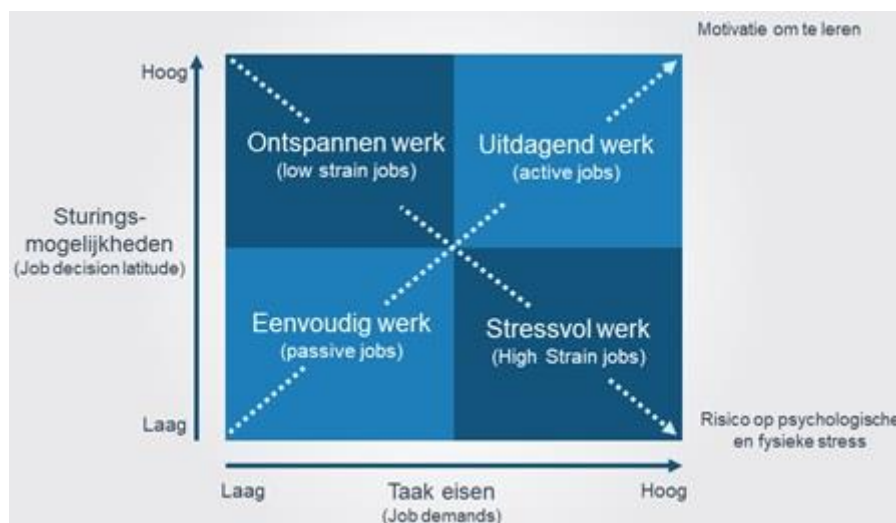 Motivatie om te leren
Hoog
Ontspannen werk
(low strain jobs)
Uitdagend werk
(active jobs)
Sturings-
mogelijkheden
(Job decision latitude)
Eenvoudig werk
(passive jobs)
Stressvol werk
(High Strain jobs)
Laag
Risico op psychologische
en fysieke stress
Laag
Taak eisen
Hoog
(Job demands)